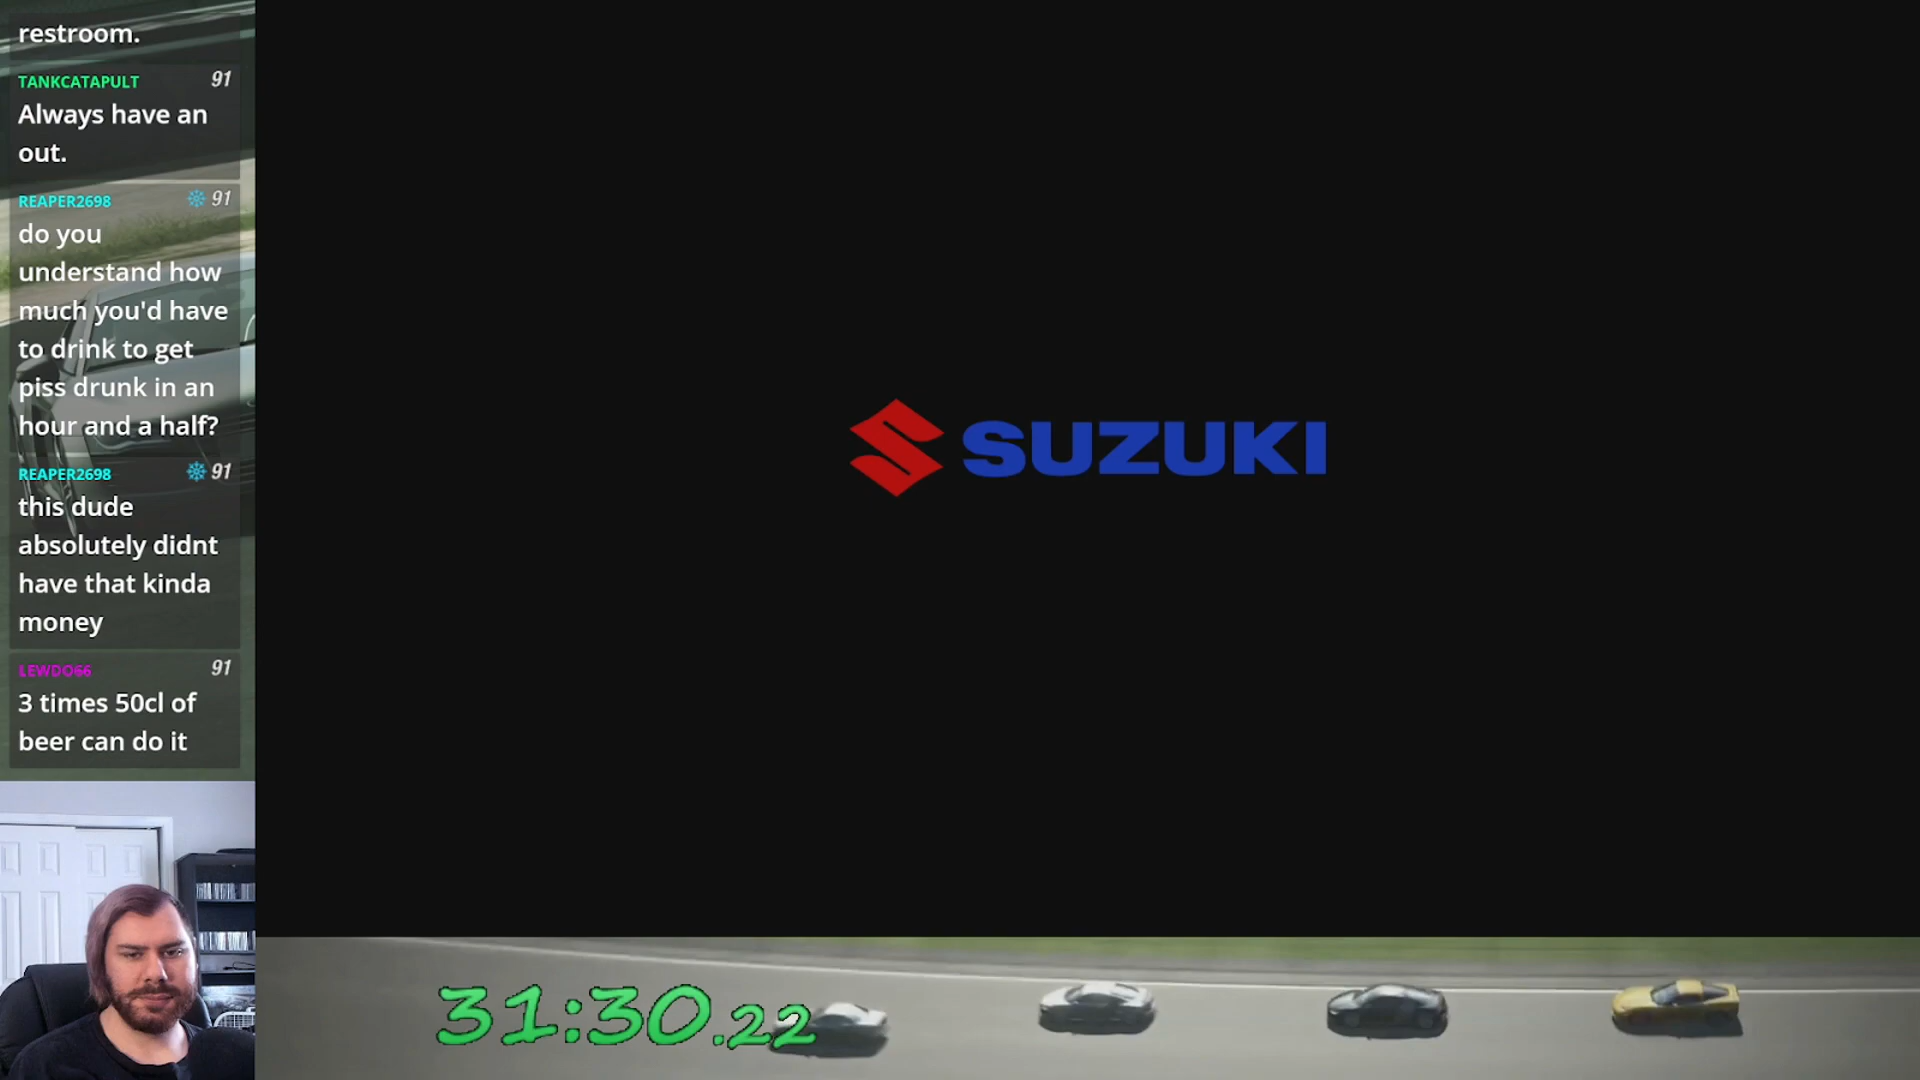 restroom.
TANKCATAPULT 91
Always have an
out.
REAPER2698 91
do you
understand how
much you'd have
to drink to get
piss drunk in an
hour and a half?
REAPER2698 91
this dude
absolutely didnt
have that kinda
money
LEWDO66 91
3 times 50cl of
beer can do it
SUZUKI
31:30.22